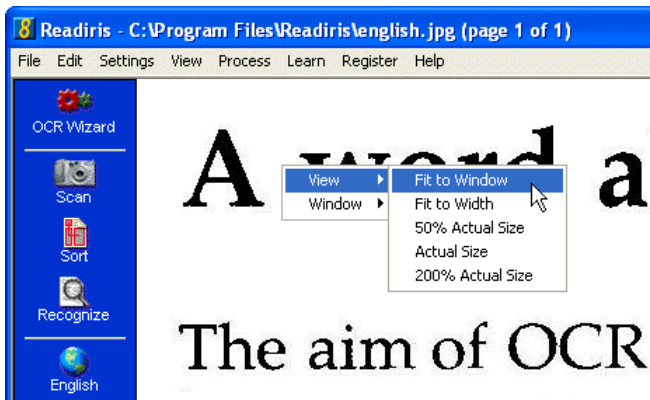 8 Readiris - C:\Program Files\Readiris\english.jpg (page 1 of 1)
File Edit Settings View Process Learn Register Help
OCR Wizard
Scan
Sort
Recognize
English
A word a
View
Window
Fit to Window
Fit to Width
50% Actual Size
Actual Size
200% Actual Size
The aim of OCR